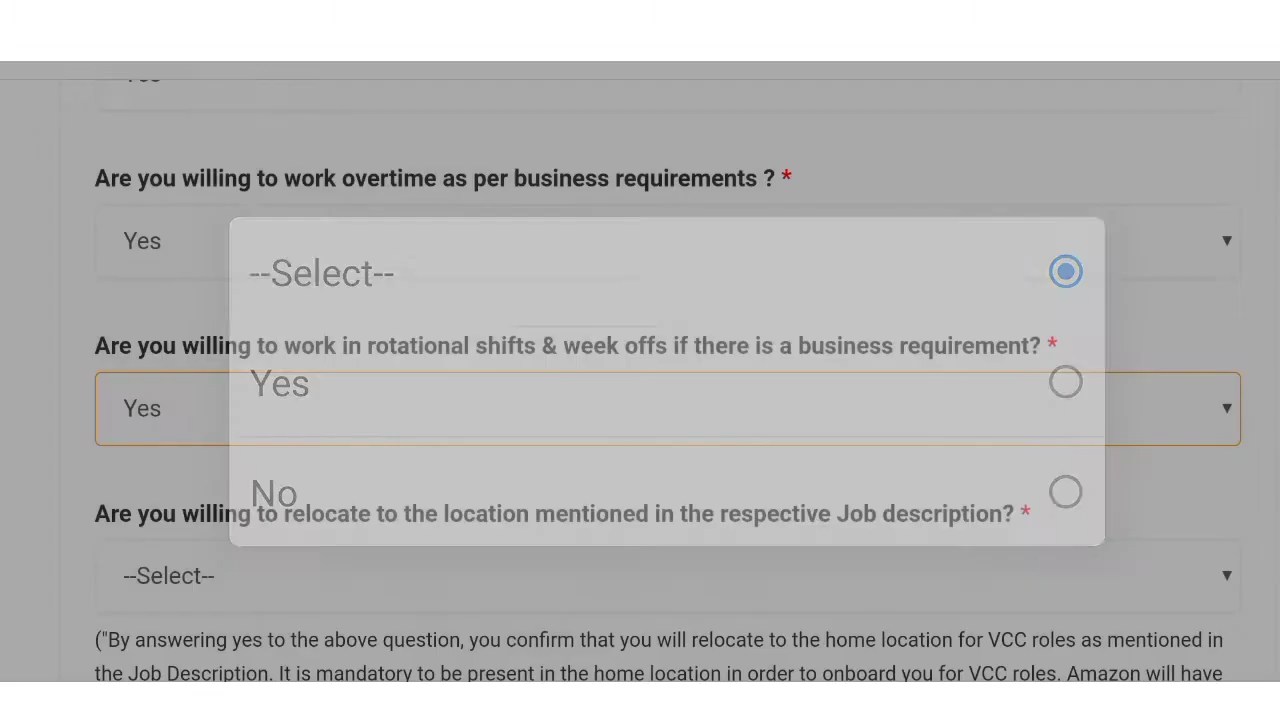 Are you willing to work overtime as per business requirements ? *
Yes
--Select--
Are you willing to work in rotational shifts & week offs if there is a business requirement? *
Yes
Yes
No
Are you willing to relocate to the location mentioned in the respective Job description? *
--Select--
("By answering yes to the above question, you confirm that you will relocate to the home location for VCC roles as mentioned in
the Job Description. It is mandatory to be present in the home location in order to onboard you for VCC roles. Amazon will have